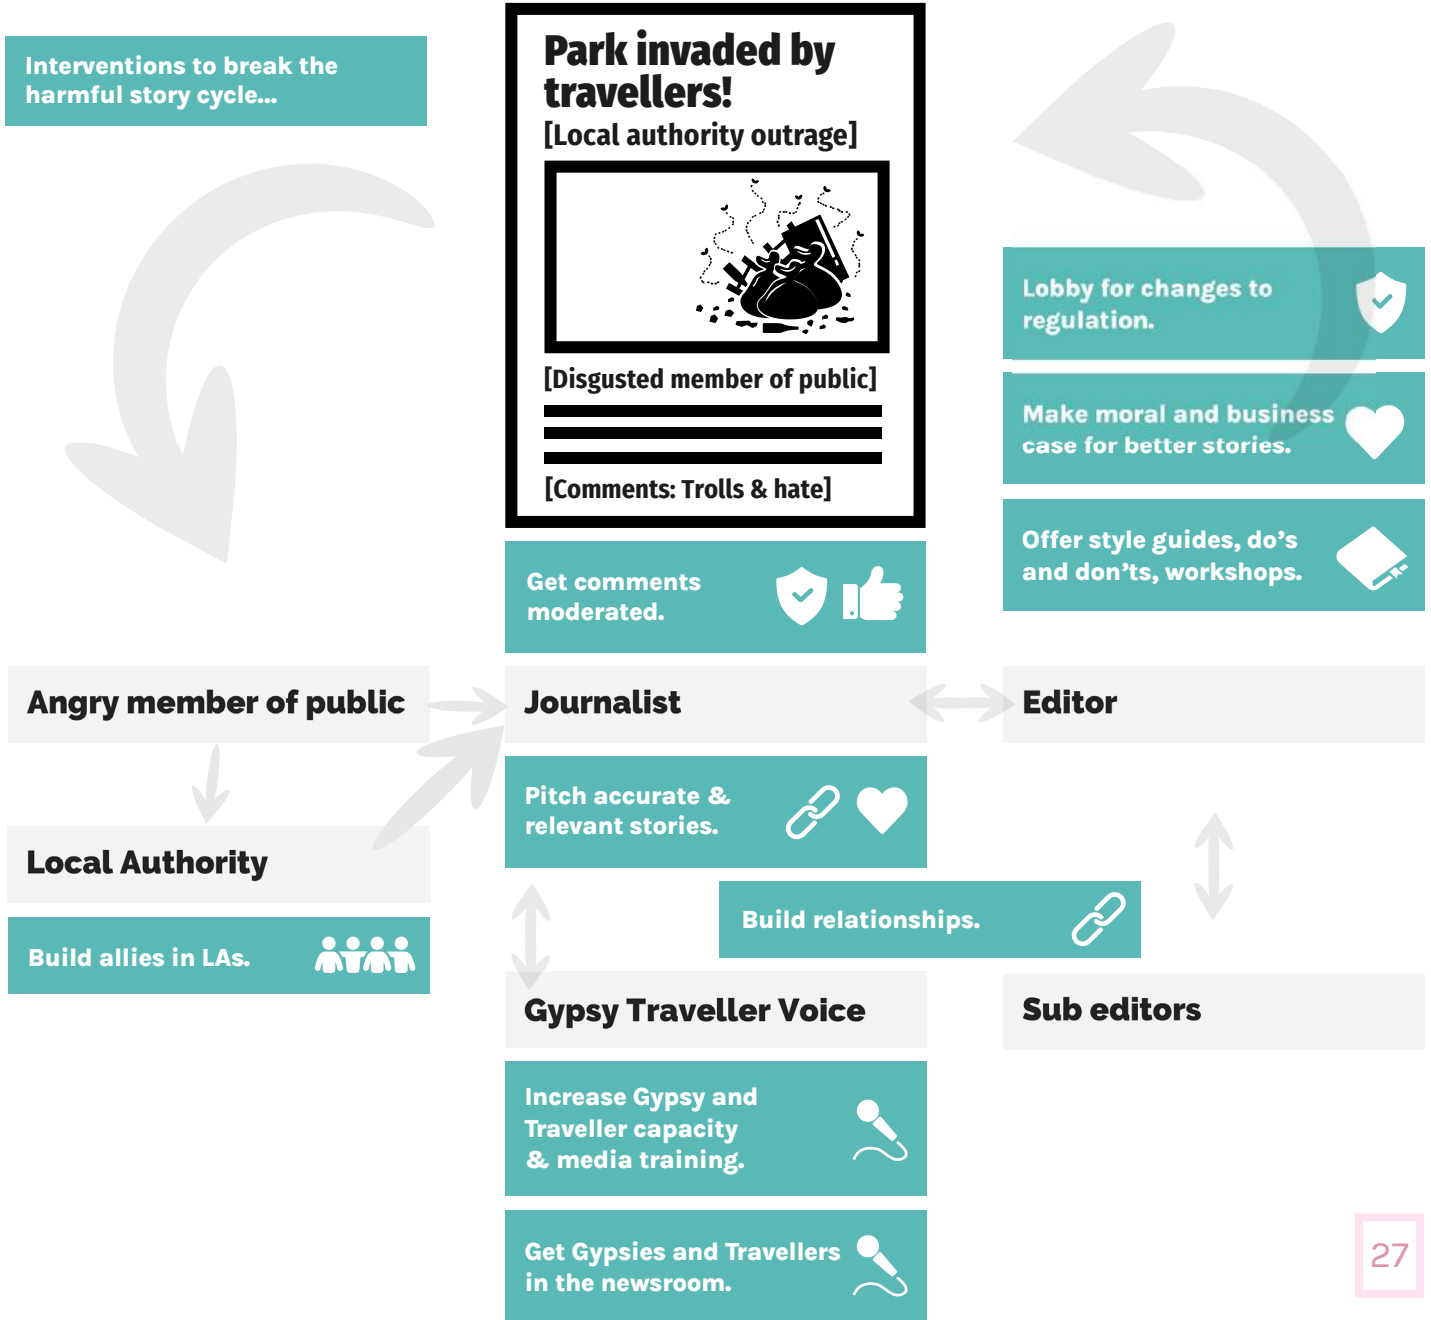 Interventions to break the
harmful story cycle...
Park invaded by
travellers!
[Local authority outrage]
[Disgusted member of public]
[Comments: Trolls & hate]
Get comments
moderated.
Lobby for changes to
regulation.
Make moral and business
case for better stories.
Offer style guides, do’s
and don’ts, workshops.
Angry member of public
Journalist
Editor
Pitch accurate &
relevant stories.
Local Authority
Build relationships.
Build allies in LAs.
Gypsy Traveller Voice
Sub editors
Increase Gypsy and
Traveller capacity
& media training.
Get Gypsies and Travellers
in the newsroom.
27